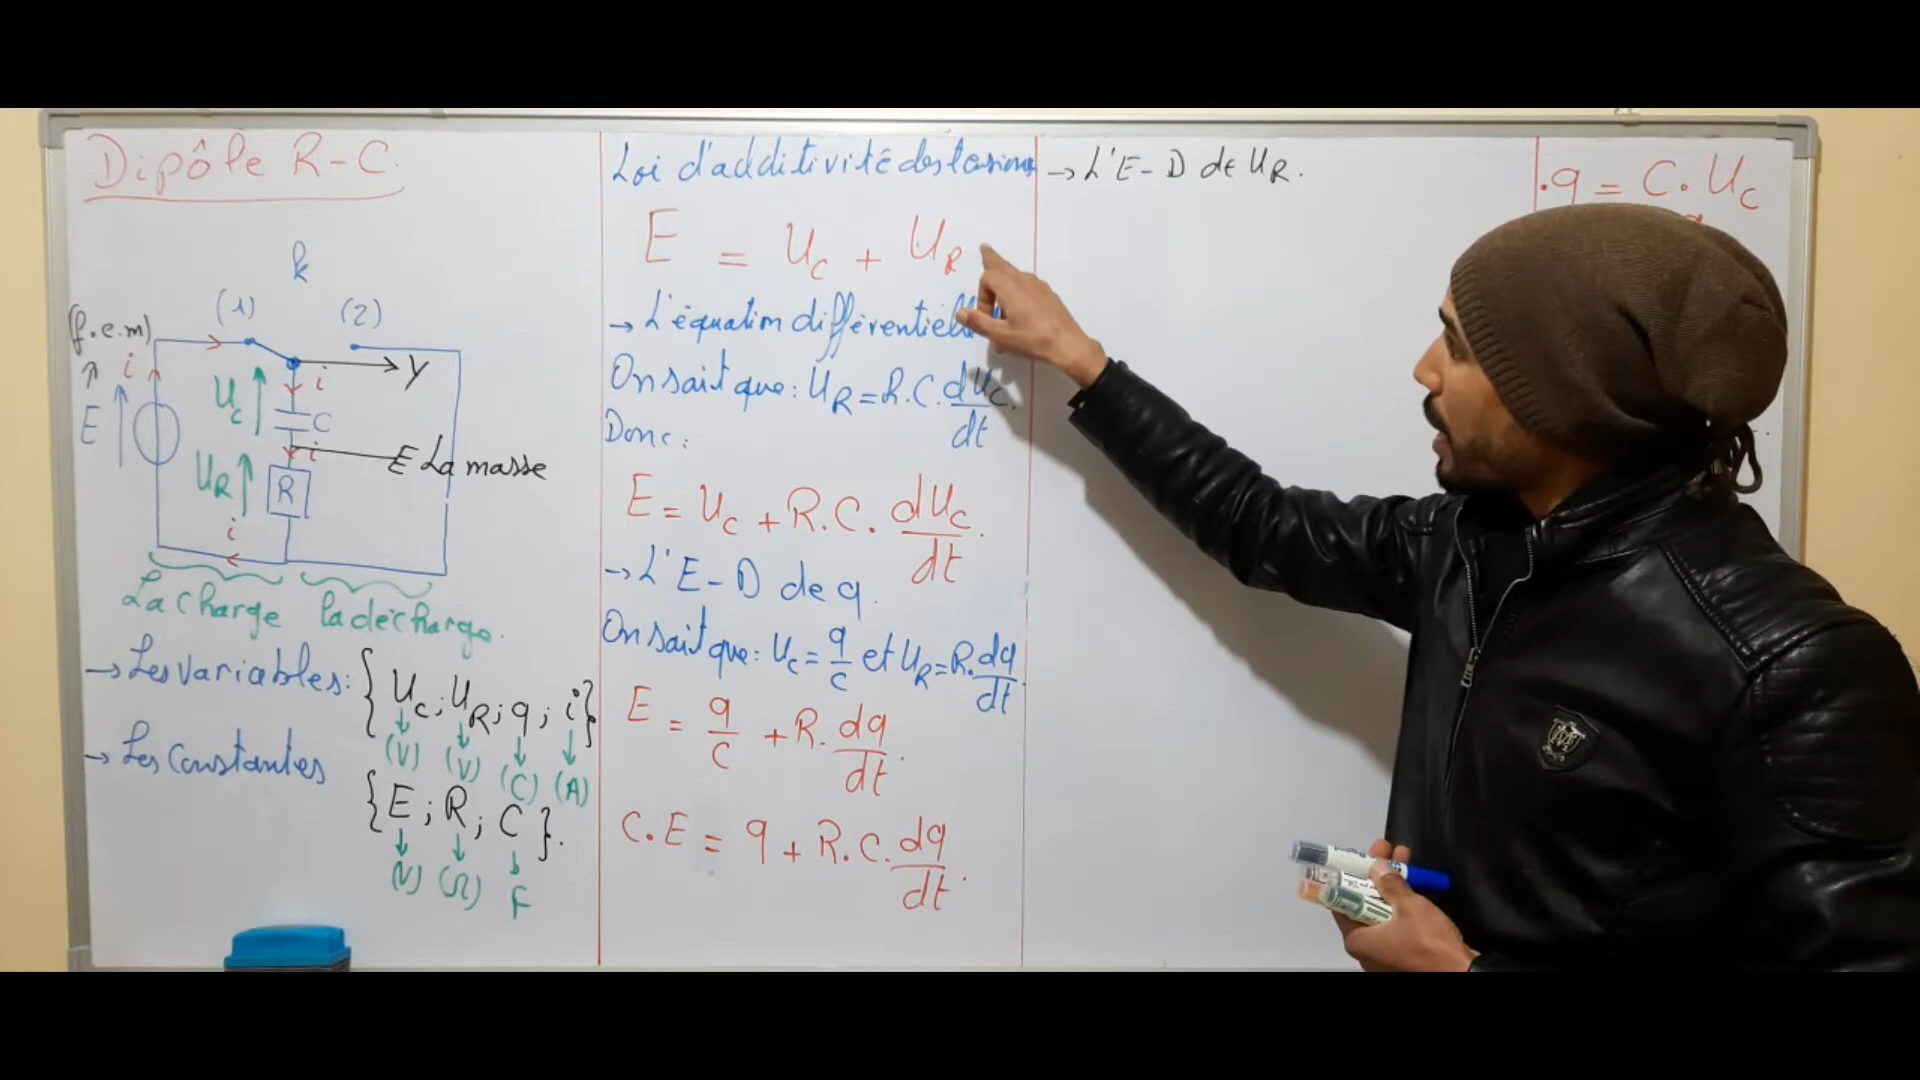 Dipôle R-C.
k
(1) (2)
(f.e.m)
i
i
y
E
Uc
C
i
E La masse
UR
R
i
La charge la décharge.
→ Les variables: {Uc; UR; q; i}
(V) (V) (C) (A)
→ Les Constantes {E; R; C}.
(V) (Ω) F
Loi d'additivité des tensions
E = Uc + UR
→ L'équation différentiell
On sait que: UR = R.C. dUc/dt.
Donc:
E = Uc + R.C. dUc/dt.
→ L'E-D de q.
On sait que: Uc = q/c et UR = R. dq/dt.
E = q/C + R. dq/dt.
C.E = q + R.C. dq/dt.
→ L'E-D de UR.
.q = C.Uc